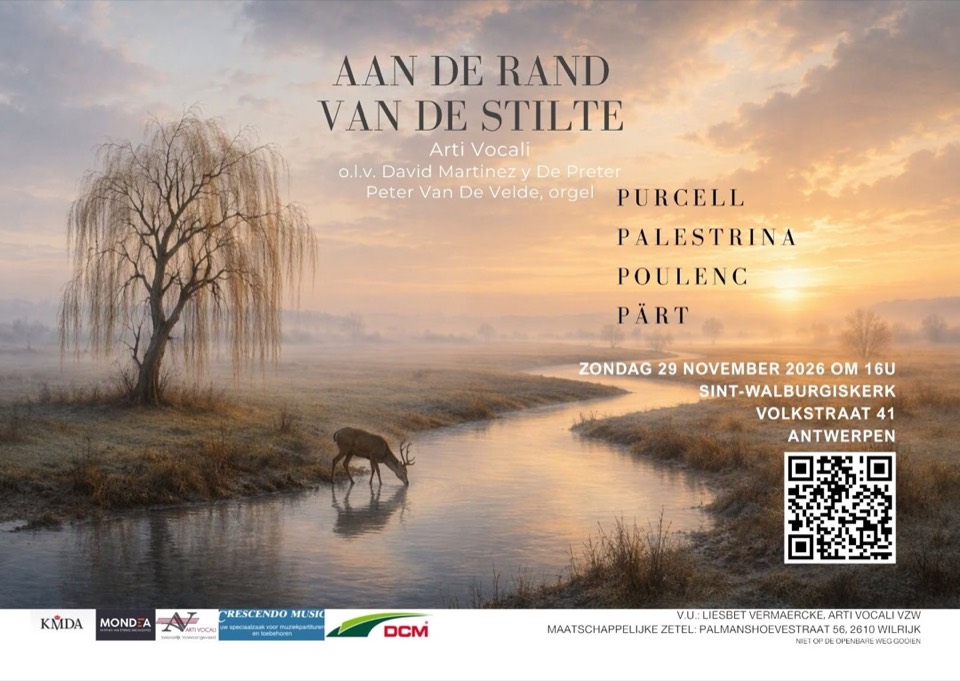 AAN DE RAND
VAN DE STILTE
Arti Vocali
o.l.v. David Martinez y De Preter
Peter Van De Velde, orgel
PURCELL
PALESTRINA
POULENC
PÄRT
ZONDAG 29 NOVEMBER 2026 OM 16U
SINT-WALBURGISKERK
VOLKSTRAAT 41
ANTWERPEN
KMDA
MONDEA
ARTI VOCALI
CRESCENDO MUSIC
uw speciaalzaak voor muziekpartituren
en toebehoren
DCM
V.U.: LIESBET VERMAERCKE, ARTI VOCALI VZW
MAATSCHAPPELIJKE ZETEL: PALMANSHOEVESTRAAT 56, 2610 WILRIJK
NIET OP DE OPENBARE WEG GOOIEN